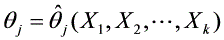 θ_j = θ̂_j(X_1, X_2, ⋯, X_k)